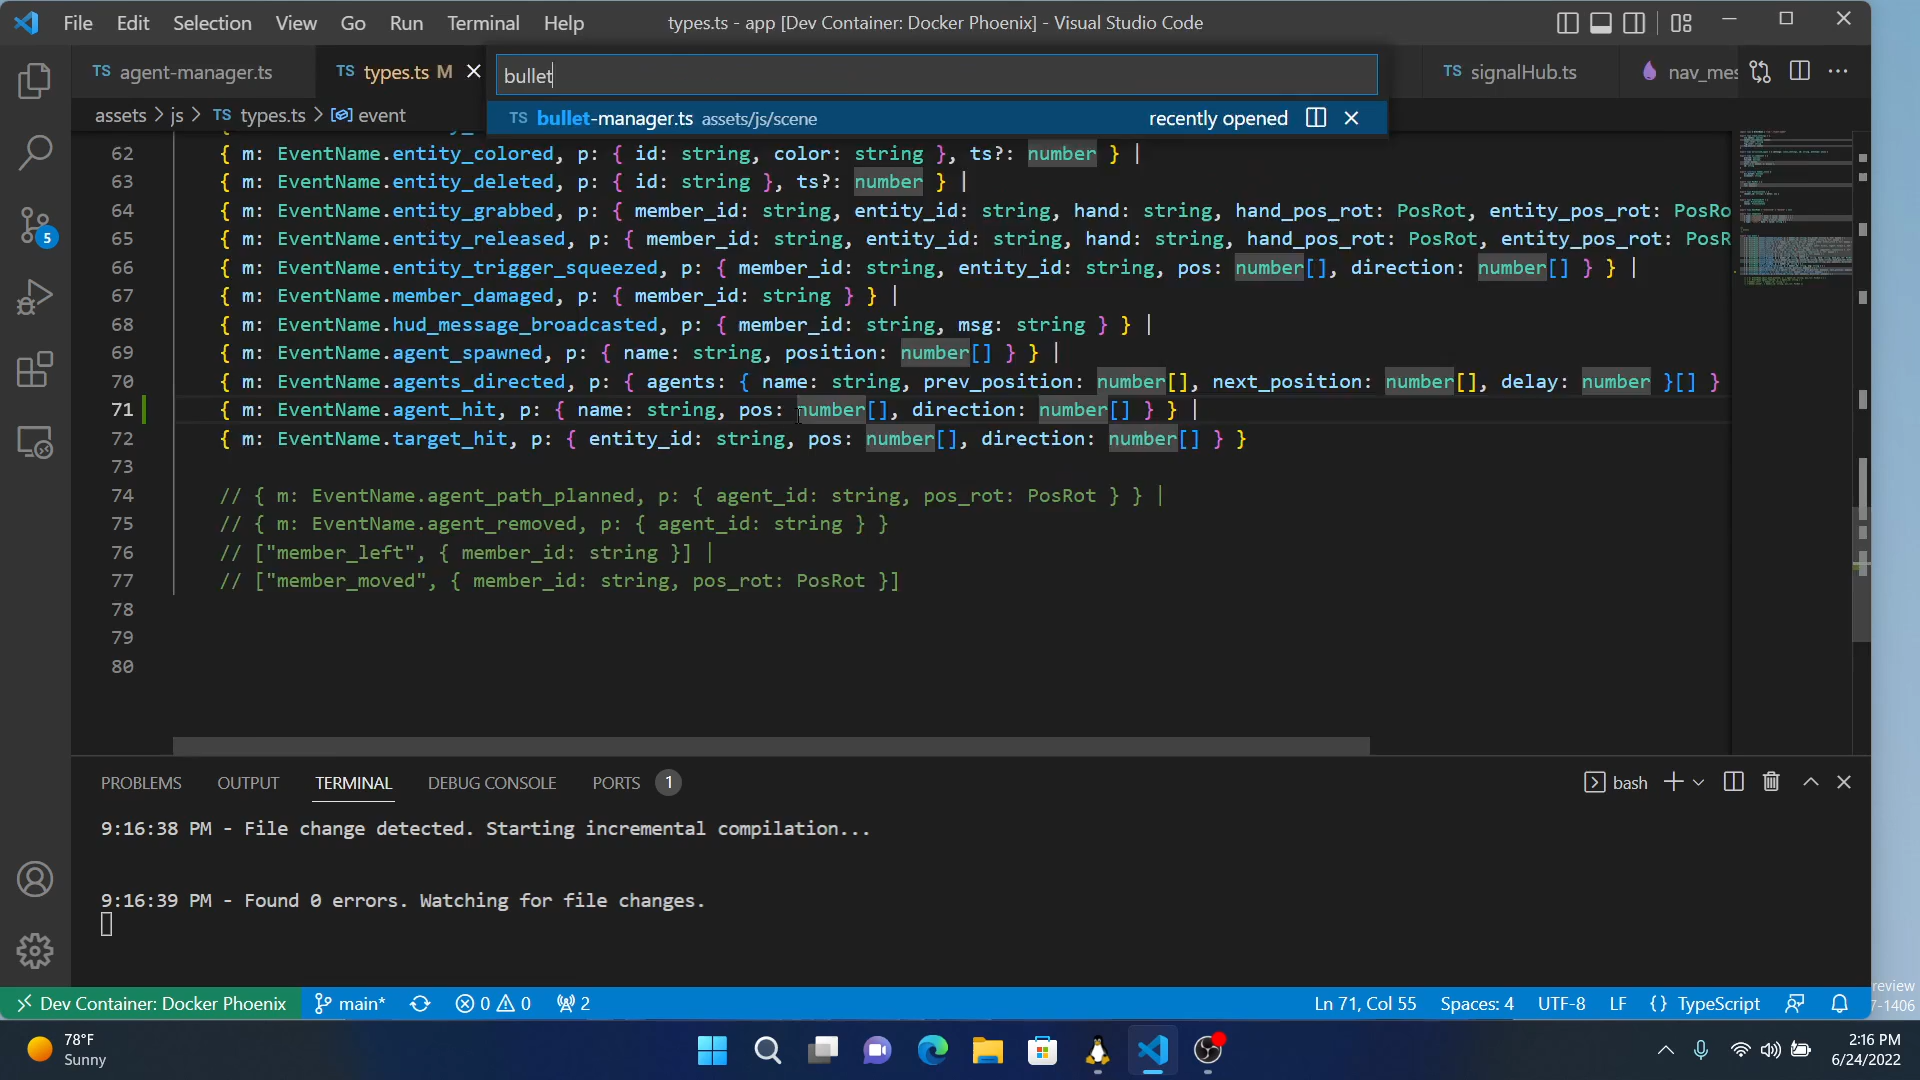 File Edit Selection View Go Run Terminal Help types.ts - app [Dev Container: Docker Phoenix] - Visual Studio Code
TS agent-manager.ts TS types.ts M bullet TS signalHub.ts nav_mes
TS bullet-manager.ts assets/js/scene recently opened
assets > js > TS types.ts > event
62 { m: EventName.entity_colored, p: { id: string, color: string }, ts?: number } |
63 { m: EventName.entity_deleted, p: { id: string }, ts?: number } |
64 { m: EventName.entity_grabbed, p: { member_id: string, entity_id: string, hand: string, hand_pos_rot: PosRot, entity_pos_rot: PosRo
65 { m: EventName.entity_released, p: { member_id: string, entity_id: string, hand: string, hand_pos_rot: PosRot, entity_pos_rot: PosR
66 { m: EventName.entity_trigger_squeezed, p: { member_id: string, entity_id: string, pos: number[], direction: number[] } } |
67 { m: EventName.member_damaged, p: { member_id: string } } |
68 { m: EventName.hud_message_broadcasted, p: { member_id: string, msg: string } } |
69 { m: EventName.agent_spawned, p: { name: string, position: number[] } } |
70 { m: EventName.agents_directed, p: { agents: { name: string, prev_position: number[], next_position: number[], delay: number }[] }
71 { m: EventName.agent_hit, p: { name: string, pos: number[], direction: number[] } } |
72 { m: EventName.target_hit, p: { entity_id: string, pos: number[], direction: number[] } }
73
74 // { m: EventName.agent_path_planned, p: { agent_id: string, pos_rot: PosRot } } |
75 // { m: EventName.agent_removed, p: { agent_id: string } }
76 // ["member_left", { member_id: string }] |
77 // ["member_moved", { member_id: string, pos_rot: PosRot }]
78
79
80
5
PROBLEMS OUTPUT TERMINAL DEBUG CONSOLE PORTS 1 bash
9:16:38 PM - File change detected. Starting incremental compilation...
9:16:39 PM - Found 0 errors. Watching for file changes.
Dev Container: Docker Phoenix main* 0 0 2 Ln 71, Col 55 Spaces: 4 UTF-8 LF {} TypeScript
review
7-1406
78°F
Sunny
2:16 PM
6/24/2022